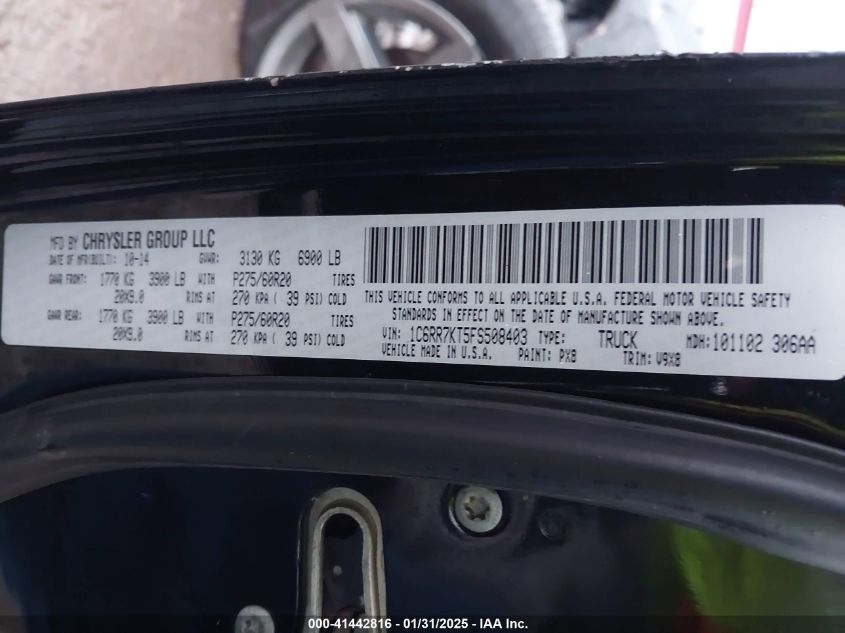 MFD BY CHRYSLER GROUP LLC
DATE OF MFR(BUILT): 10-14 GVWR: 3130 KG 6900 LB
GAWR FRONT: 1770 KG 3900 LB WITH P275/60R20 TIRES
20X9.0 RIMS AT 270 KPA ( 39 PSI) COLD
GAWR REAR: 1770 KG 3900 LB WITH P275/60R20 TIRES
20X9.0 RIMS AT 270 KPA ( 39 PSI) COLD
THIS VEHICLE CONFORMS TO ALL APPLICABLE U.S.A. FEDERAL MOTOR VEHICLE SAFETY
STANDARDS IN EFFECT ON THE DATE OF MANUFACTURE SHOWN ABOVE.
VIN: 1C6RR7KT5FS508403 TYPE: TRUCK MDH: 101102 306AA
VEHICLE MADE IN U.S.A. PAINT: PX8 TRIM: V9X8
000-41442816 - 01/31/2025 - IAA Inc.